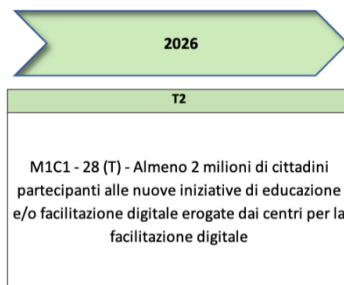 2026
T2
M1C1 - 28 (T) - Almeno 2 milioni di cittadini
partecipanti alle nuove iniziative di educazione
e/o facilitazione digitale erogate dai centri per la
facilitazione digitale